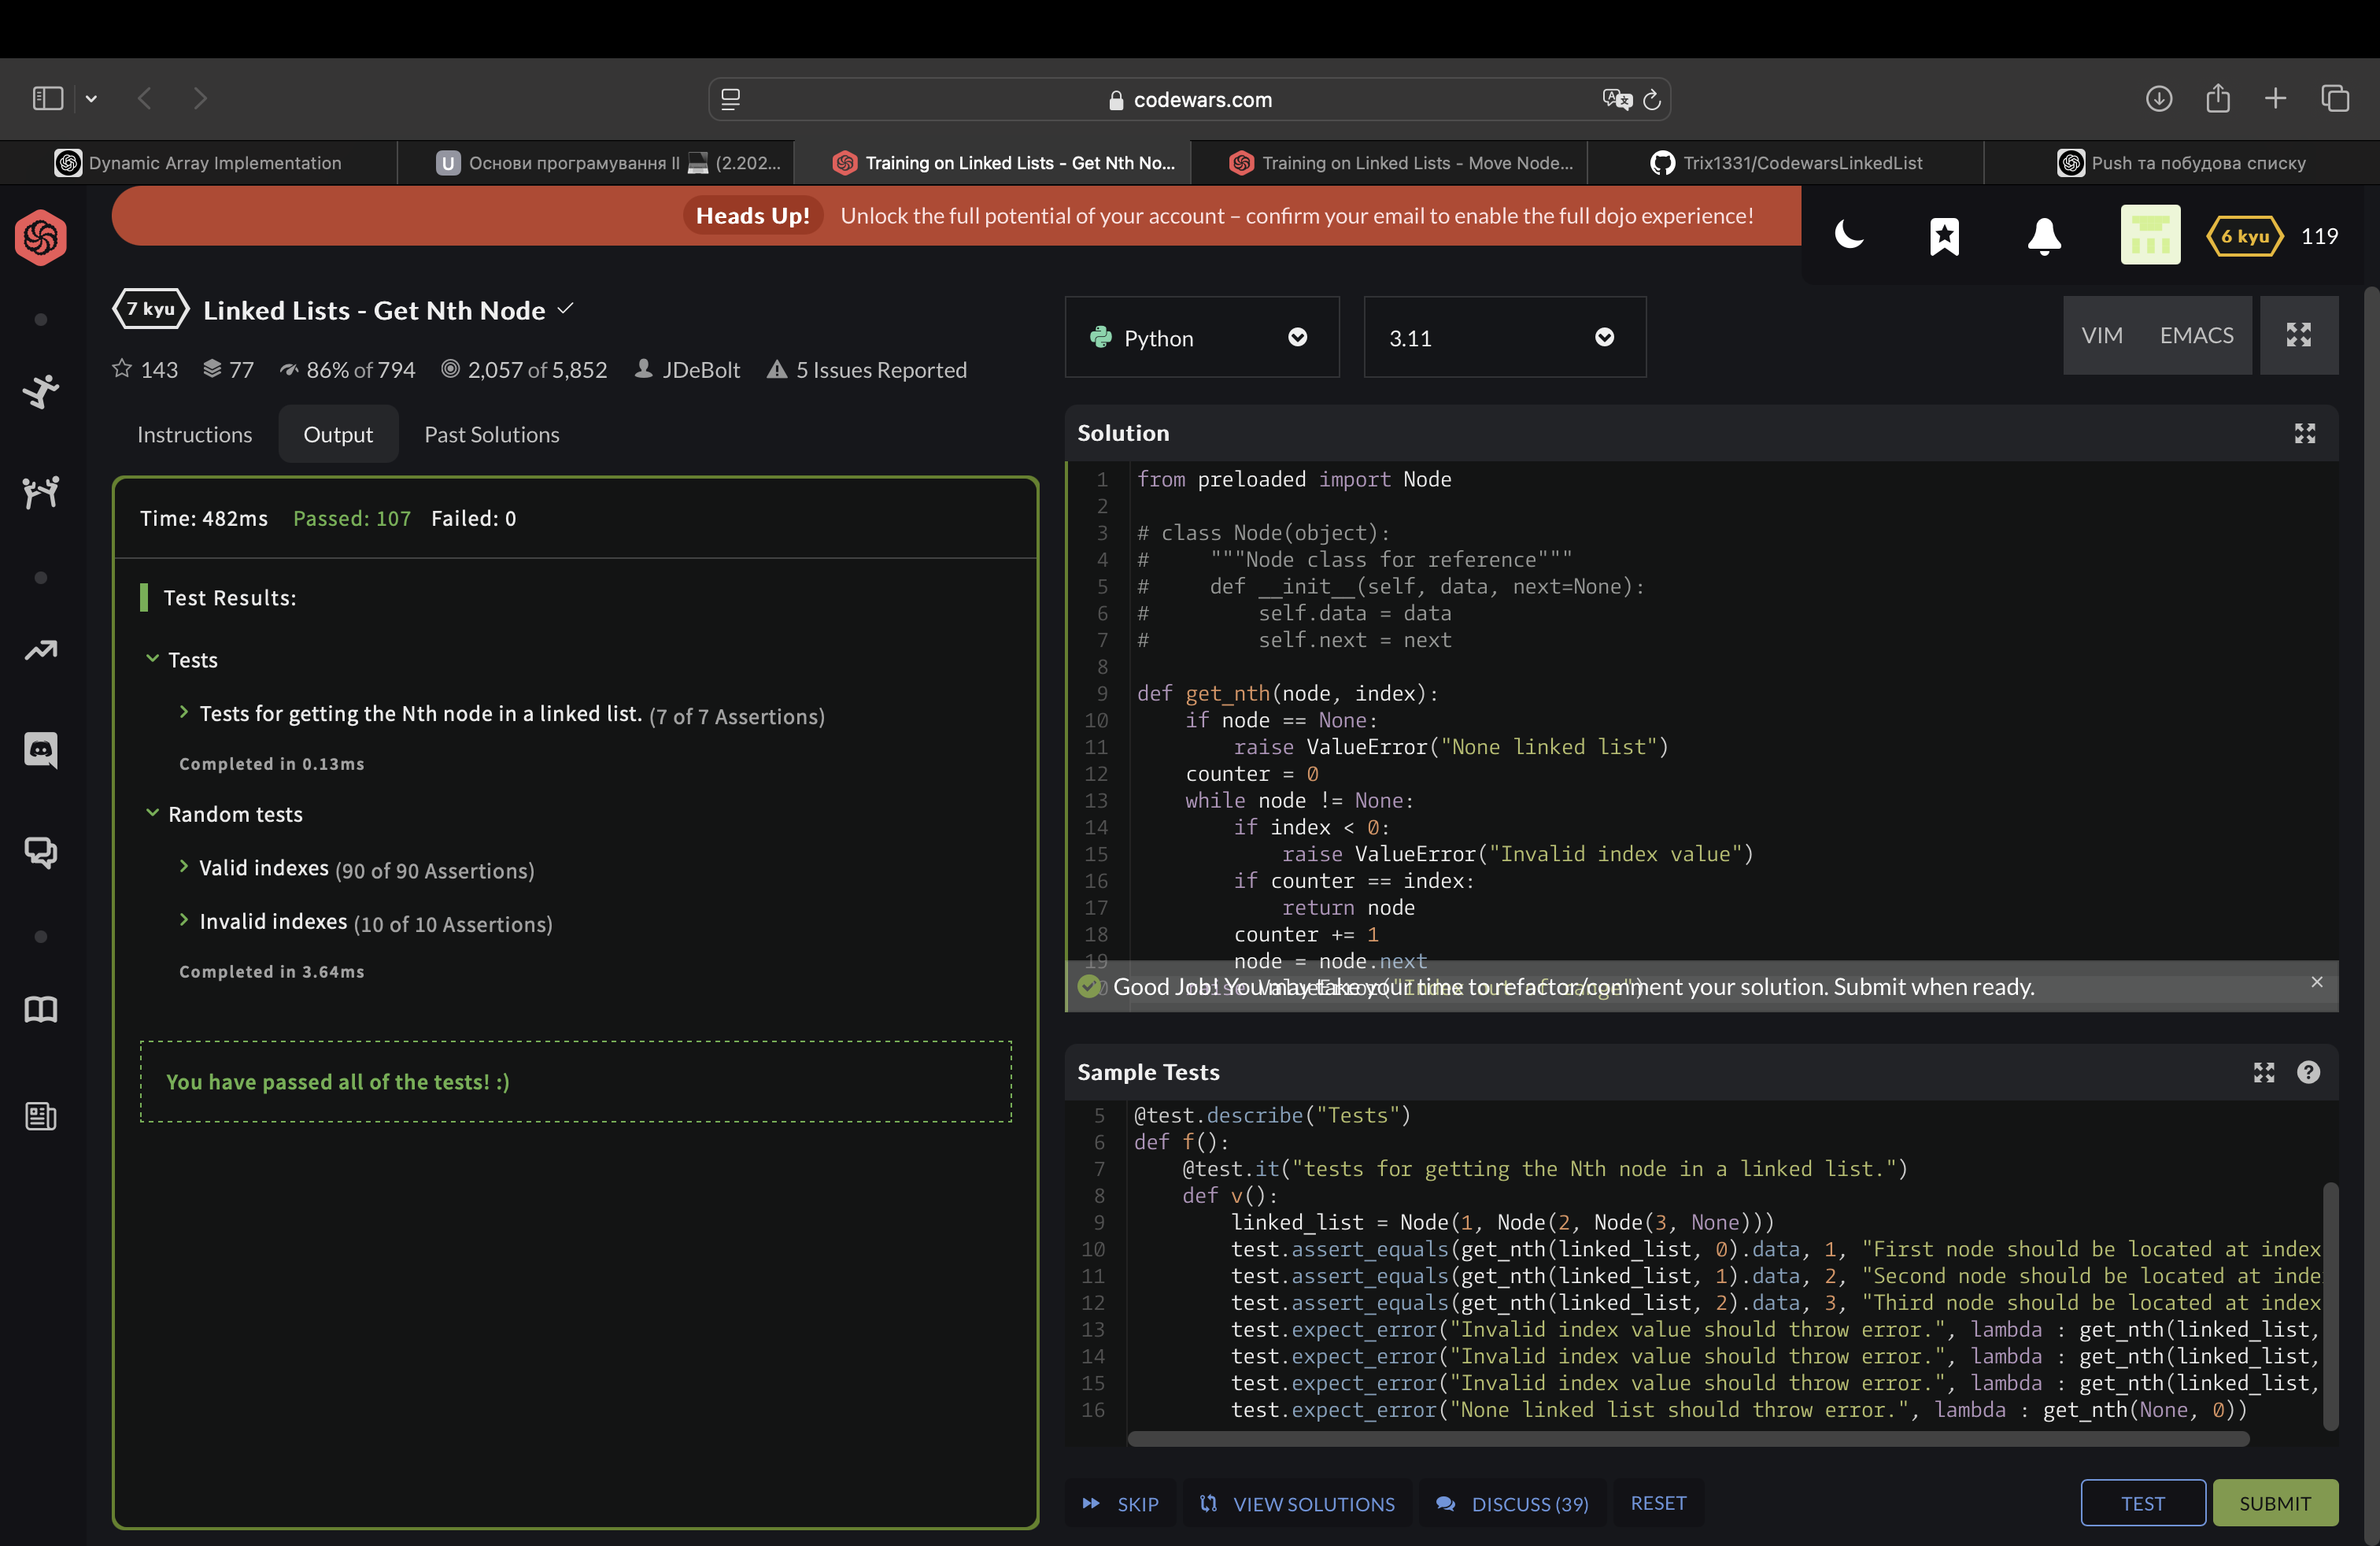 codewars.com
Dynamic Array Implementation
U Основи програмування II 💻 (2.202...
Training on Linked Lists - Get Nth No...
Training on Linked Lists - Move Node...
Trix1331/CodewarsLinkedList
Push та побудова списку
Heads Up! Unlock the full potential of your account – confirm your email to enable the full dojo experience!
6 kyu 119
7 kyu Linked Lists - Get Nth Node
143 77 86% of 794 2,057 of 5,852 JDeBolt 5 Issues Reported
Instructions Output Past Solutions
Time: 482ms Passed: 107 Failed: 0
Test Results:
Tests
Tests for getting the Nth node in a linked list. (7 of 7 Assertions)
Completed in 0.13ms
Random tests
Valid indexes (90 of 90 Assertions)
Invalid indexes (10 of 10 Assertions)
Completed in 3.64ms
You have passed all of the tests! :)
Python 3.11 VIM EMACS
Solution
1 from preloaded import Node
2
3 # class Node(object):
4 #     """Node class for reference"""
5 #     def __init__(self, data, next=None):
6 #         self.data = data
7 #         self.next = next
8
9 def get_nth(node, index):
10     if node == None:
11         raise ValueError("None linked list")
12     counter = 0
13     while node != None:
14         if index < 0:
15             raise ValueError("Invalid index value")
16         if counter == index:
17             return node
18         counter += 1
19         node = node.next
raise ValueError("Index out of range")
Good Job! You may take your time to refactor/comment your solution. Submit when ready.
Sample Tests
5 @test.describe("Tests")
6 def f():
7     @test.it("tests for getting the Nth node in a linked list.")
8     def v():
9         linked_list = Node(1, Node(2, Node(3, None)))
10         test.assert_equals(get_nth(linked_list, 0).data, 1, "First node should be located at index
11         test.assert_equals(get_nth(linked_list, 1).data, 2, "Second node should be located at inde
12         test.assert_equals(get_nth(linked_list, 2).data, 3, "Third node should be located at index
13         test.expect_error("Invalid index value should throw error.", lambda : get_nth(linked_list,
14         test.expect_error("Invalid index value should throw error.", lambda : get_nth(linked_list,
15         test.expect_error("Invalid index value should throw error.", lambda : get_nth(linked_list,
16         test.expect_error("None linked list should throw error.", lambda : get_nth(None, 0))
SKIP VIEW SOLUTIONS DISCUSS (39) RESET TEST SUBMIT